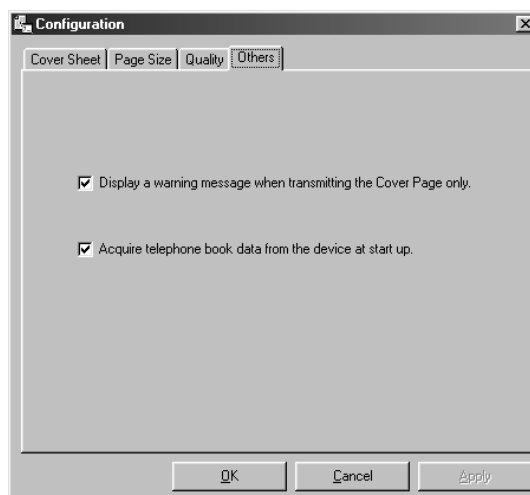 Configuration
Cover Sheet Page Size Quality Others
Display a warning message when transmitting the Cover Page only.
Acquire telephone book data from the device at start up.
OK Cancel Apply